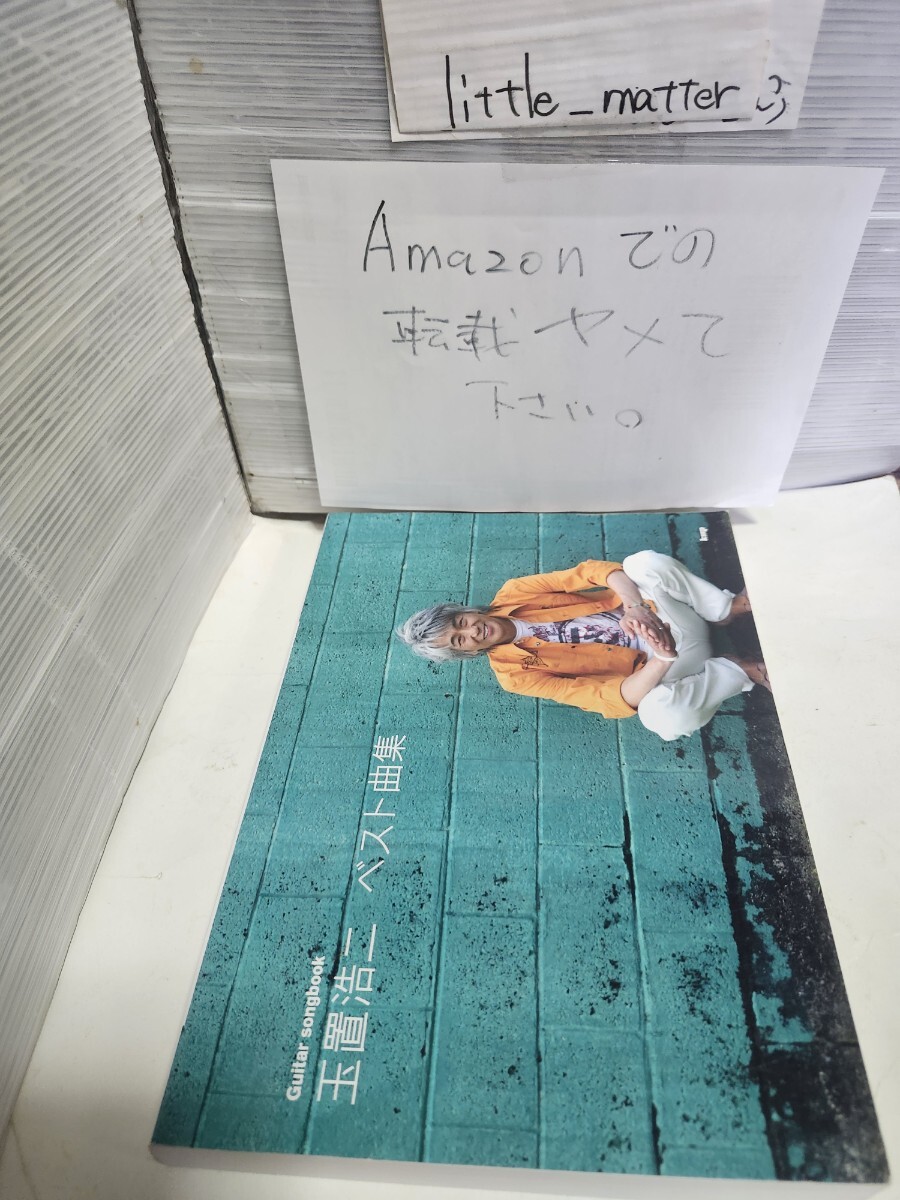 little_matter
Amazonでの
転載ヤメて
下さい。
Guitar songbook
玉置浩二 ベスト曲集